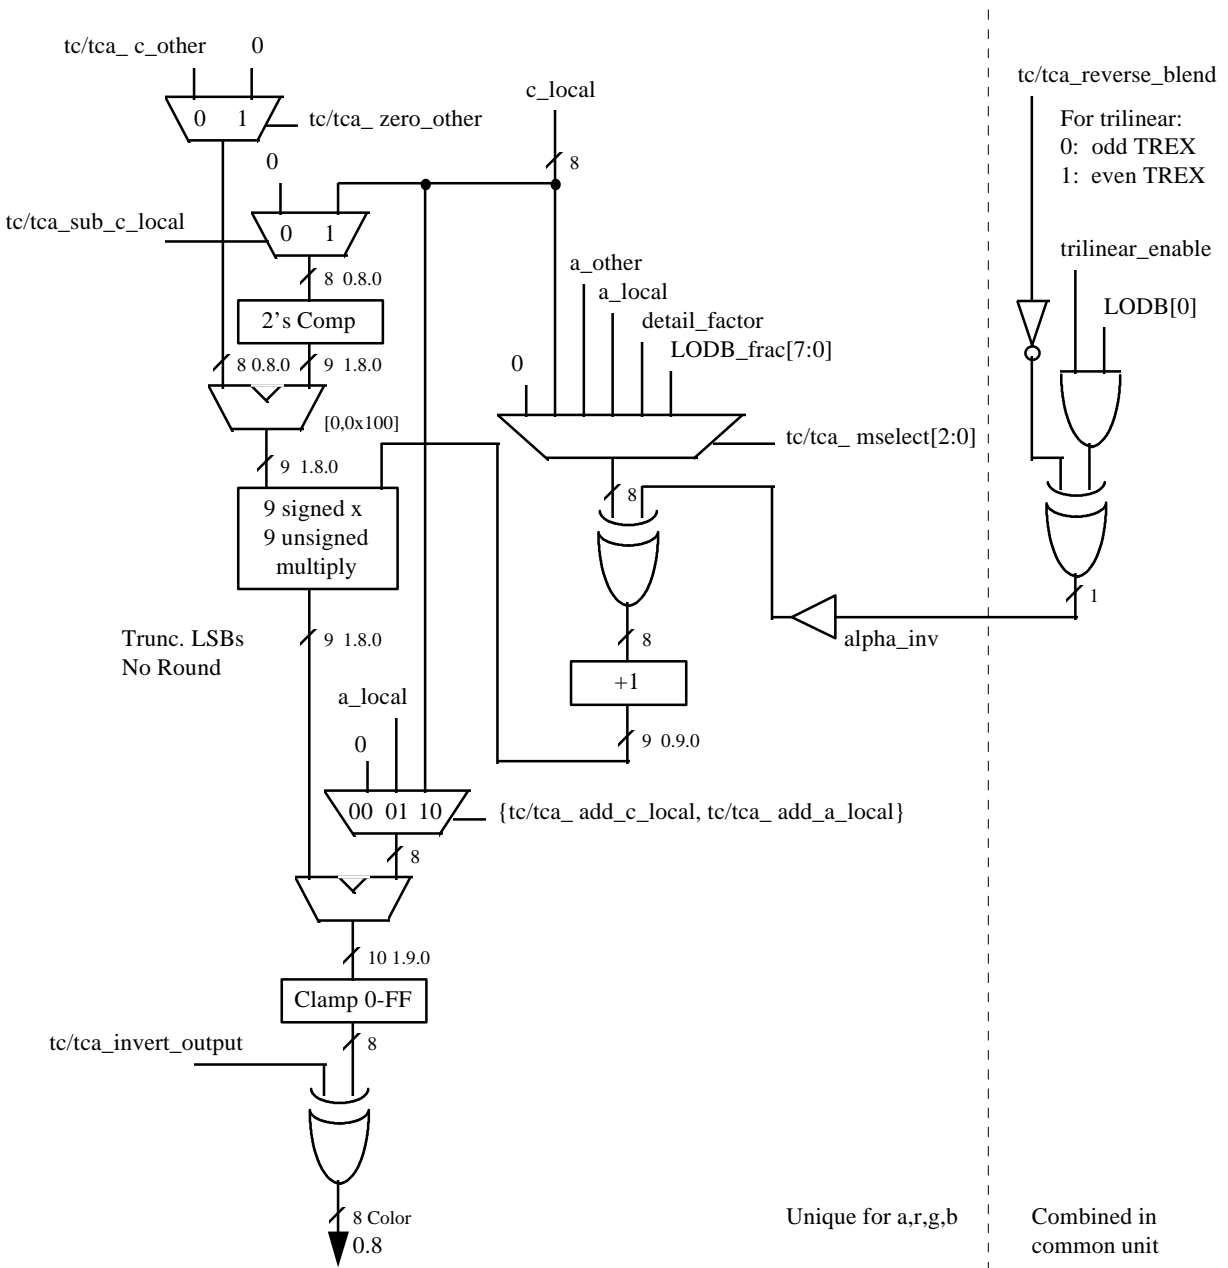 tc/tca_ c_other
0
0 1
tc/tca_ zero_other
c_local
8
tc/tca_reverse_blend
For trilinear:
0: odd TREX
1: even TREX
0
tc/tca_sub_c_local
0 1
8 0.8.0
2's Comp
8 0.8.0
9 1.8.0
[0,0x100]
9 1.8.0
9 signed x
9 unsigned
multiply
Trunc. LSBs
No Round
9 1.8.0
a_other
a_local
detail_factor
LODB_frac[7:0]
0
tc/tca_ mselect[2:0]
8
trilinear_enable
LODB[0]
1
alpha_inv
8
+1
9 0.9.0
a_local
0
00 01 10
{tc/tca_ add_c_local, tc/tca_ add_a_local}
8
10 1.9.0
Clamp 0-FF
tc/tca_invert_output
8
8 Color
0.8
Unique for a,r,g,b
Combined in
common unit